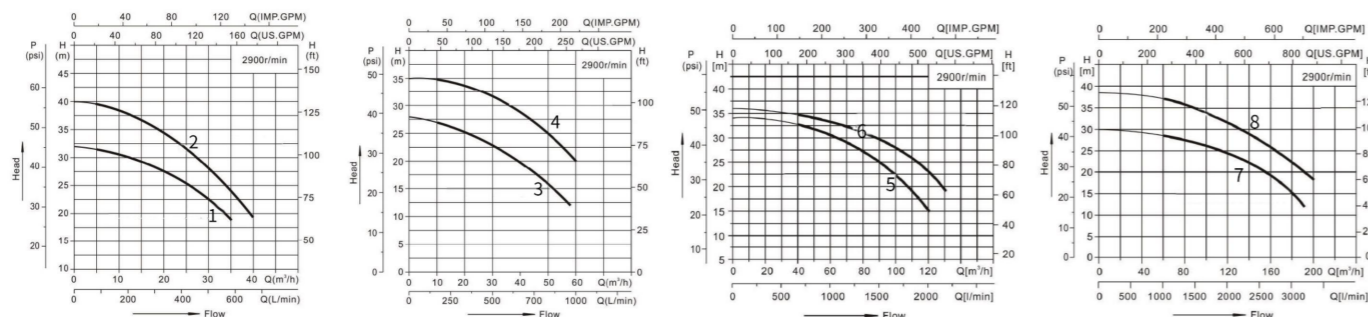 0 50 100 150 Q(IMP.GPM)
0 40 80 120 160 Q(US.GPM)
P (psi) H (m) H (ft)
2900r/min
60 50 40 30 20
45 40 35 30 25 20 15 10
150 125 100 75 50
Head
2
1
0 10 20 30 40 Q(m³/h)
0 200 400 600 Q(L/min)
Flow
0 50 100 150 200 Q(IMP.GPM)
0 50 100 150 200 250 Q(US.GPM)
P (psi) H (m) H (ft)
2900r/min
50 40 30 20 10 0
35 30 25 20 15 10 5 0
100 75 50 25 0
Head
4
3
0 10 20 30 40 50 60 Q(m³/h)
0 250 500 750 1000 Q(L/min)
Flow
0 150 300 450 Q[IMP.GPM]
0 100 200 300 400 500 Q[US.GPM]
P (psi) H [m] H [ft]
2900r/min
50 40 30 20 10
40 35 30 25 20 15 10 5
120 100 80 60 40 20
Head
6
5
0 20 40 60 80 100 120 Q[m³/h]
0 500 1000 1500 2000 Q[l/min]
Flow
0 200 400 600 Q[IMP.GPM]
0 200 400 600 800 Q[US.GPM]
P (psi) H [m] H [ft]
2900r/min
50 40 30 20 10 0
40 30 20 10 0
Head
8
7
0 40 80 120 160 200 Q[m³/h]
0 500 1000 1500 2000 2500 3000 Q[l/min]
Flow